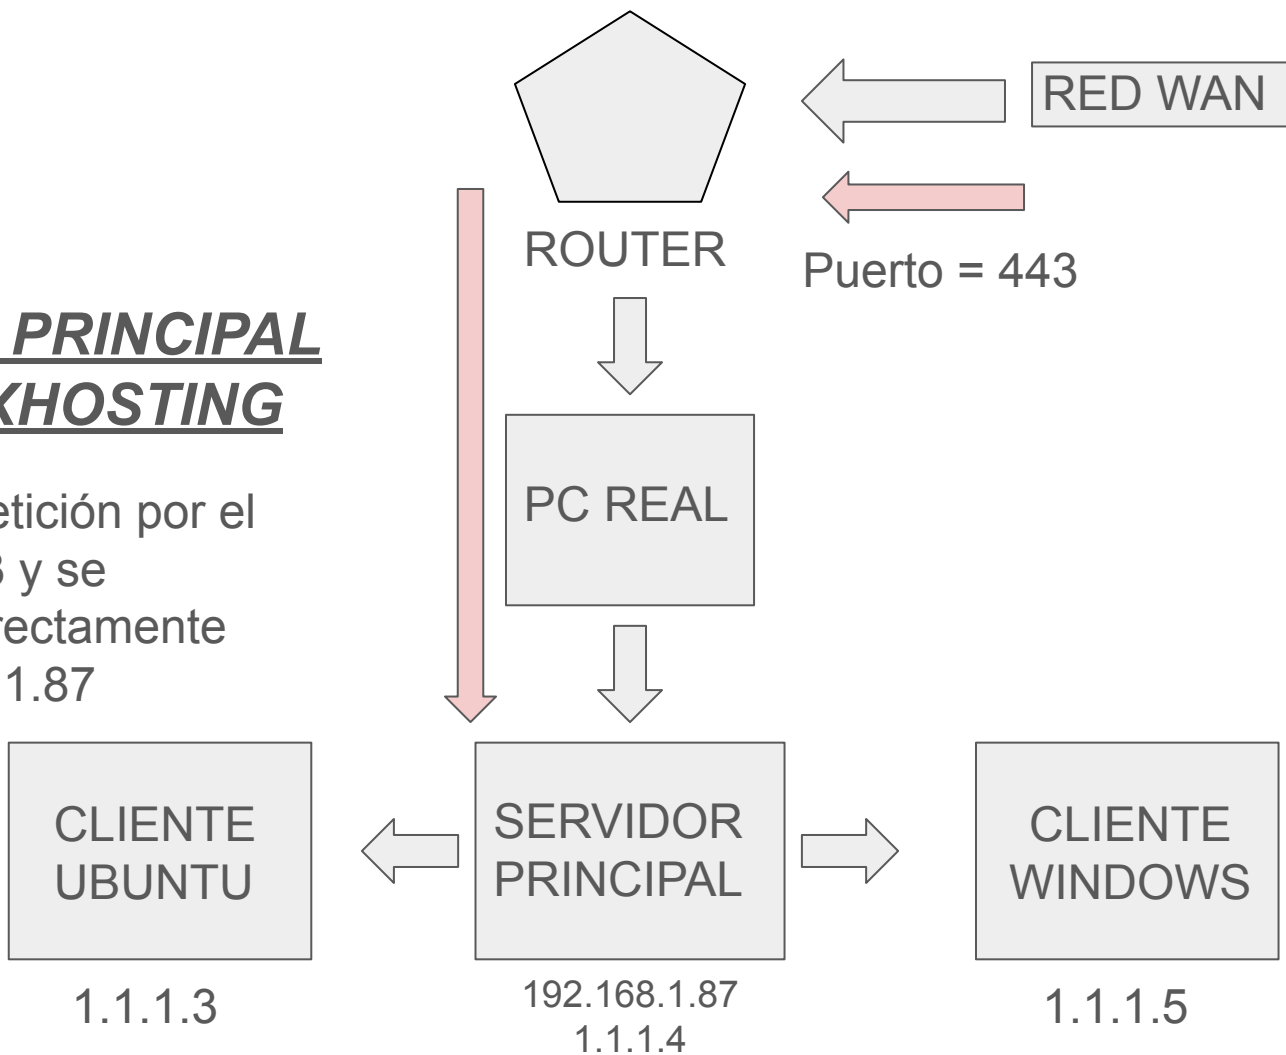 RED WAN
ROUTER
Puerto = 443
PRINCIPAL
XHOSTING
PC REAL
etición por el
3 y se
rectamente
1.87
CLIENTE
UBUNTU
SERVIDOR
PRINCIPAL
CLIENTE
WINDOWS
1.1.1.3
192.168.1.87
1.1.1.4
1.1.1.5